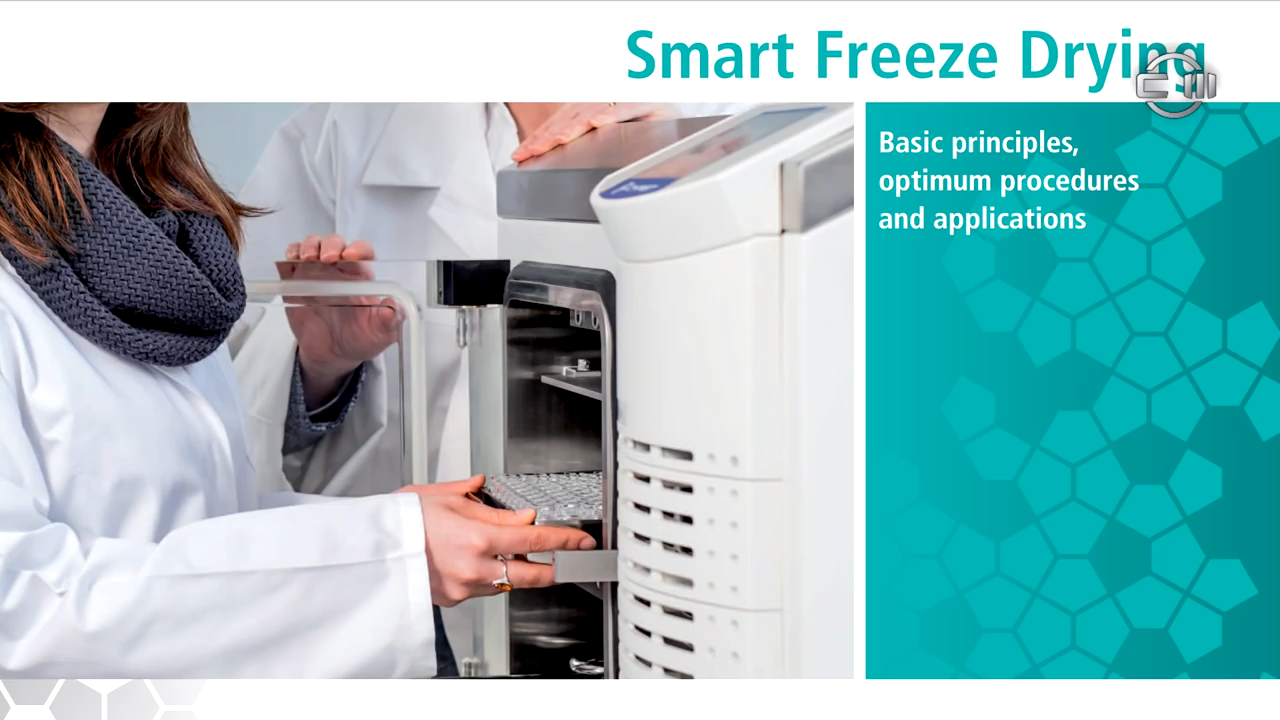 Smart Freeze Drying
Basic principles,
optimum procedures
and applications